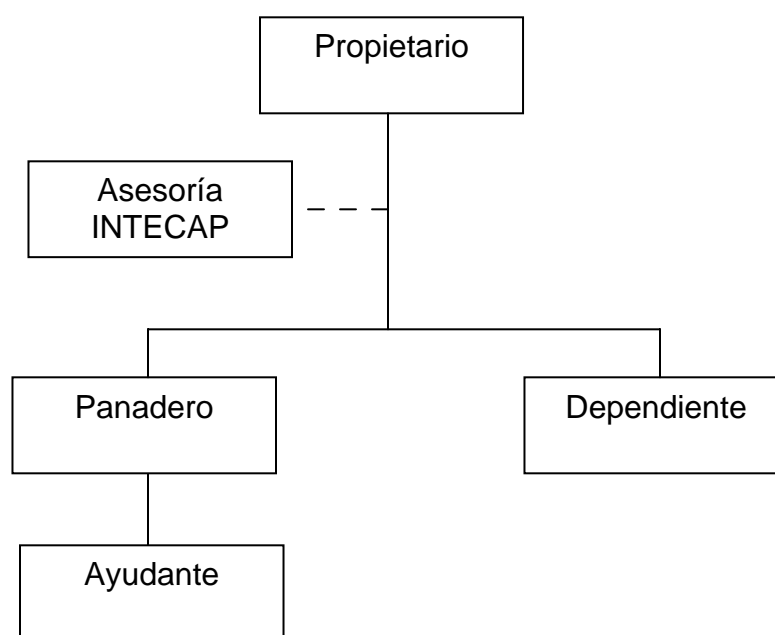 Propietario
Asesoría
INTECAP
Panadero
Dependiente
Ayudante